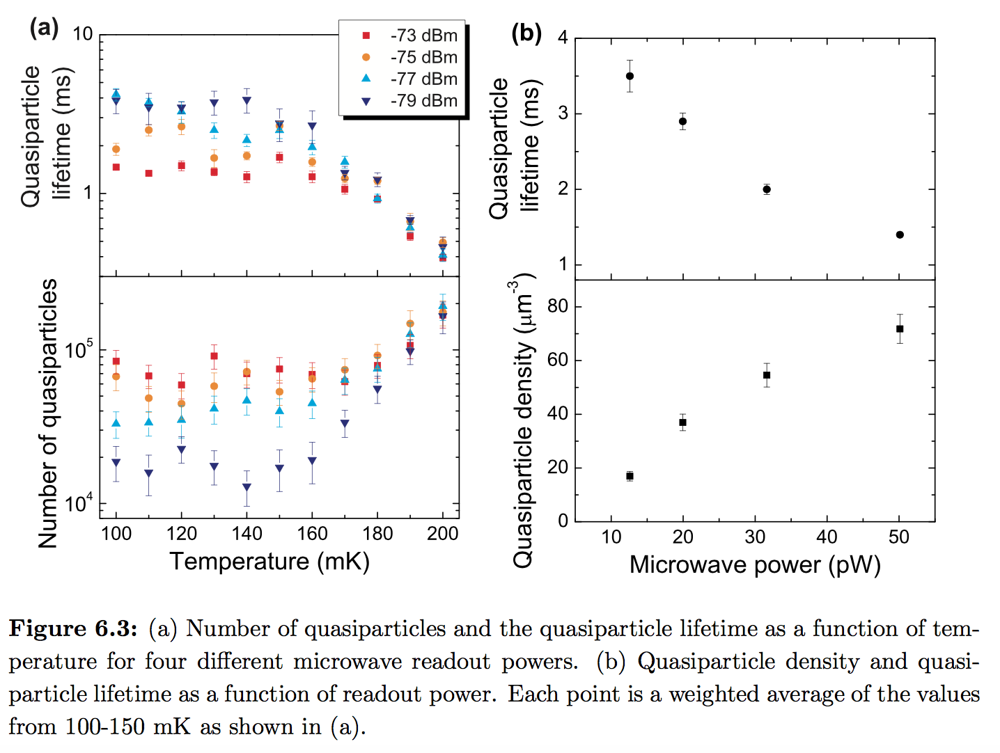 (a)
10
1
Quasiparticle
lifetime (ms)
-73 dBm
-75 dBm
-77 dBm
-79 dBm
10⁵
10⁴
Number of quasiparticles
100 120 140 160 180 200
Temperature (mK)
(b)
4
3
2
1
Quasiparticle
lifetime (ms)
80
60
40
20
0
Quasiparticle density (μm⁻³)
10 20 30 40 50
Microwave power (pW)
Figure 6.3: (a) Number of quasiparticles and the quasiparticle lifetime as a function of tem-
perature for four different microwave readout powers. (b) Quasiparticle density and quasi-
particle lifetime as a function of readout power. Each point is a weighted average of the values
from 100-150 mK as shown in (a).